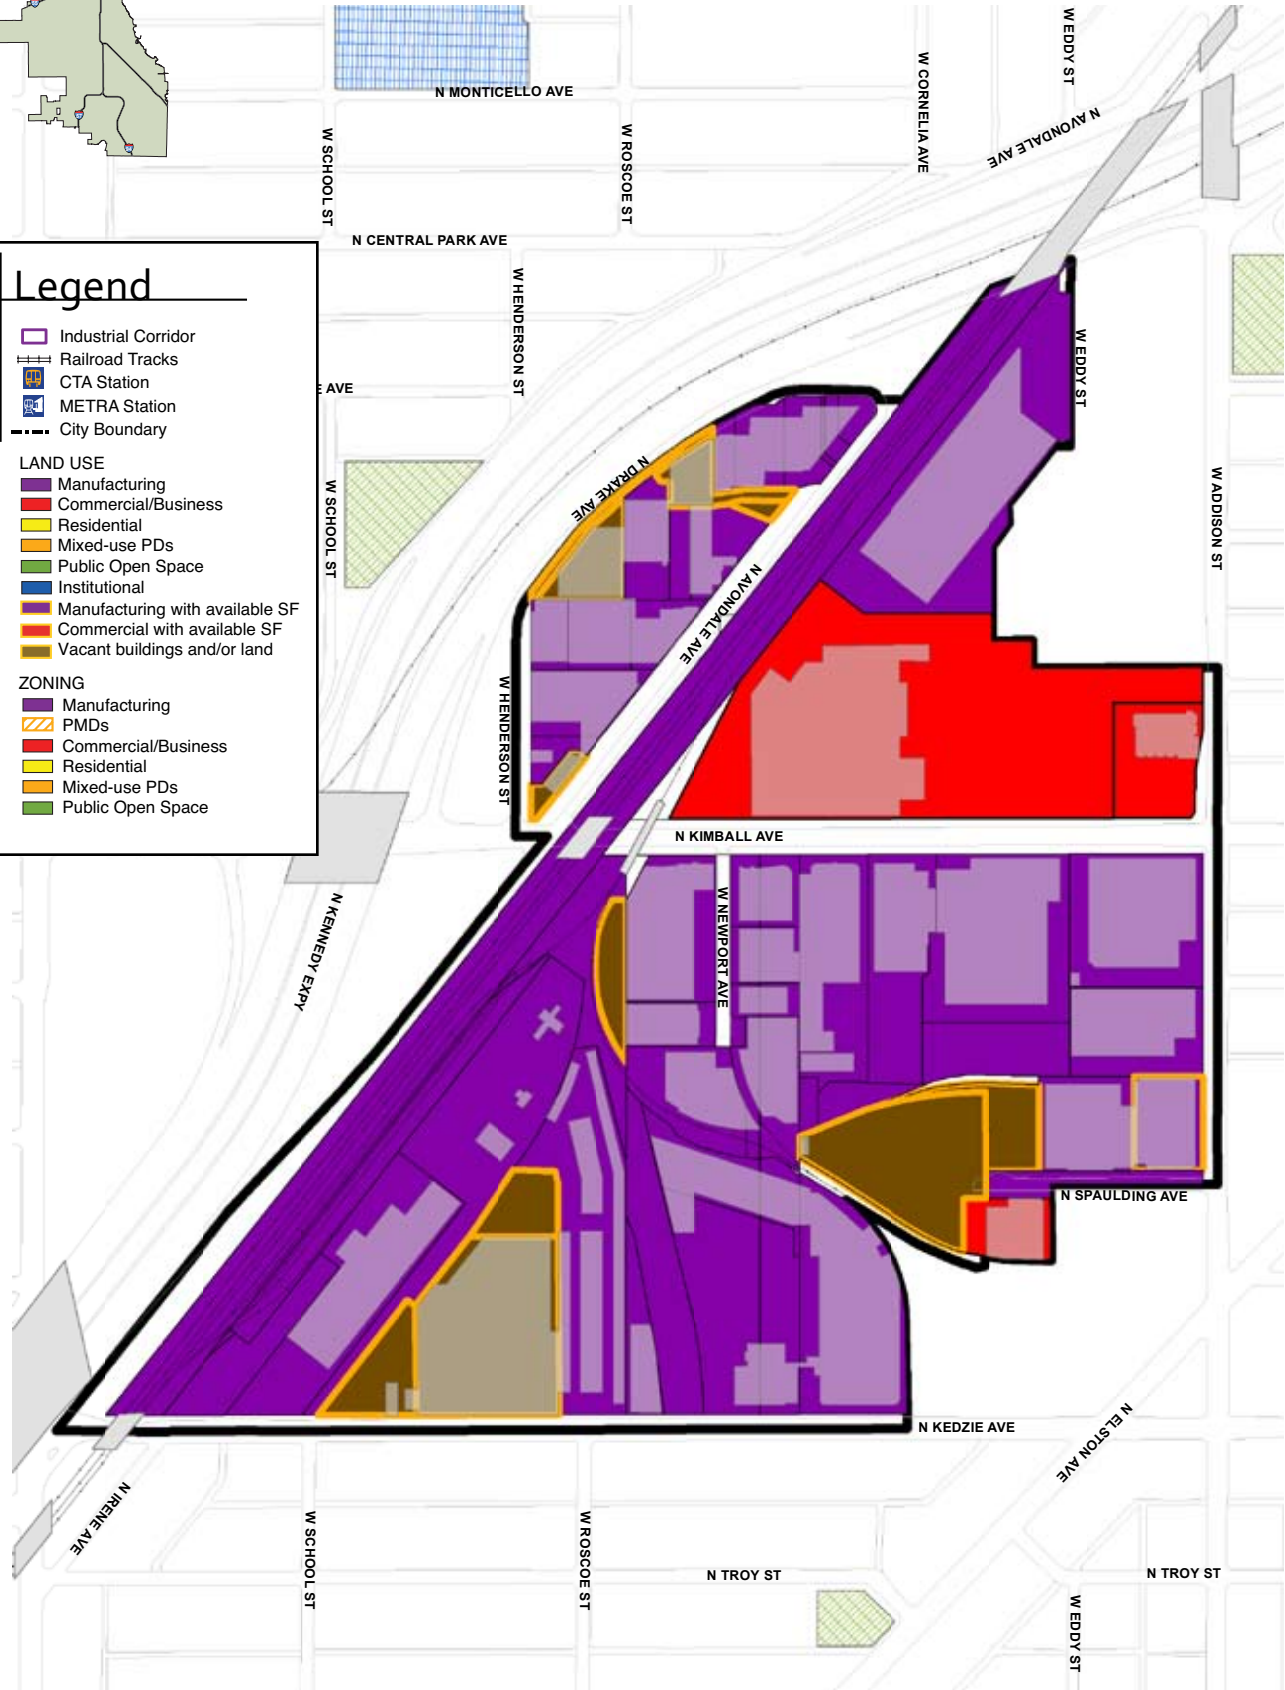 W EDDY ST
N MONTICELLO AVE
W CORNELIA AVE
N AVONDALE AVE
W SCHOOL ST
W ROSCOE ST
N CENTRAL PARK AVE
W HENDERSON ST
Legend
Industrial Corridor
Railroad Tracks
CTA Station
METRA Station
City Boundary
LAND USE
Manufacturing
Commercial/Business
Residential
Mixed-use PDs
Public Open Space
Institutional
Manufacturing with available SF
Commercial with available SF
Vacant buildings and/or land
ZONING
Manufacturing
PMDs
Commercial/Business
Residential
Mixed-use PDs
Public Open Space
AVE
W EDDY ST
N DRAKE AVE
W SCHOOL ST
W ADDISON ST
N AVONDALE AVE
W HENDERSON ST
N KIMBALL AVE
W NEWPORT AVE
N KENNEDY EXPY
N SPAULDING AVE
N KEDZIE AVE
N ELSTON AVE
N IRENE AVE
W SCHOOL ST
W ROSCOE ST
N TROY ST
N TROY ST
W EDDY ST